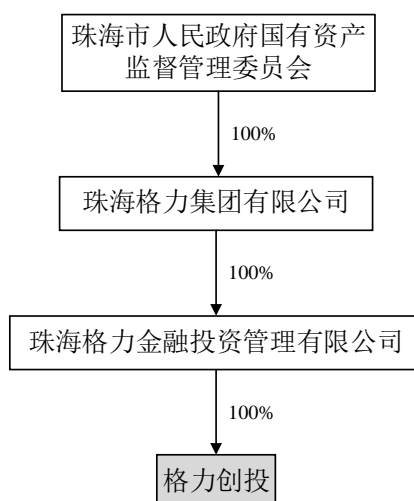 珠海市人民政府国有资产
监督管理委员会
100%
珠海格力集团有限公司
100%
珠海格力金融投资管理有限公司
100%
格力创投